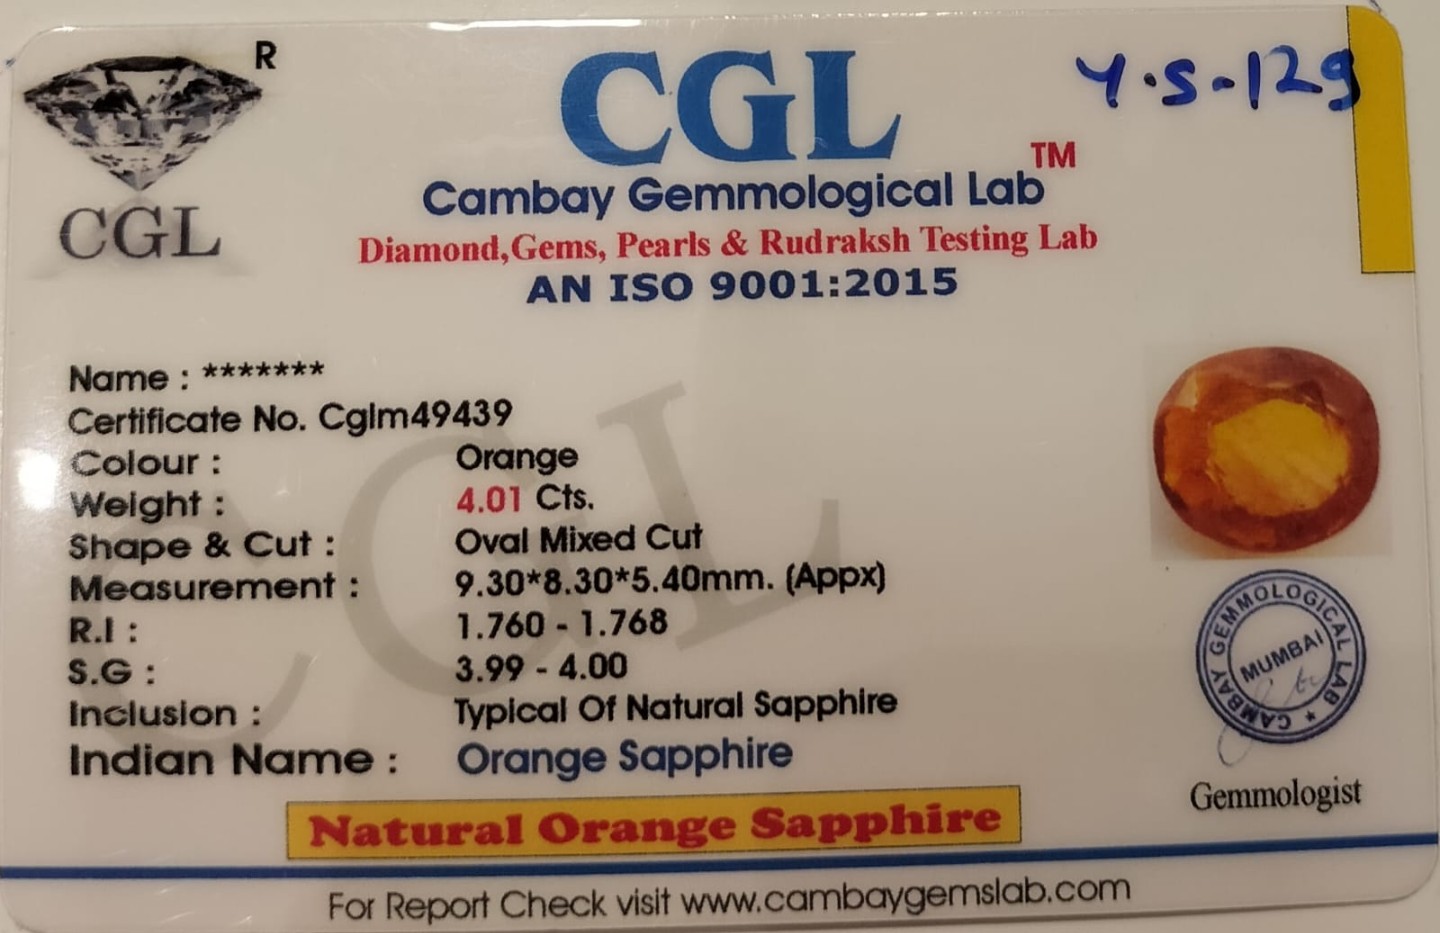 R
CGL
CGL
Y.S-129
TM
Cambay Gemmological Lab
Diamond,Gems, Pearls & Rudraksh Testing Lab
AN ISO 9001:2015
Name : *******
Certificate No. Cglm49439
Colour : Orange
Weight : 4.01 Cts.
Shape & Cut : Oval Mixed Cut
Measurement : 9.30*8.30*5.40mm. (Appx)
R.I : 1.760 - 1.768
S.G : 3.99 - 4.00
Inclusion : Typical Of Natural Sapphire
Indian Name : Orange Sapphire
CGL
CAMBAY GEMMOLOGICAL LAB ★
MUMBAI
Gemmologist
Natural Orange Sapphire
For Report Check visit www.cambaygemslab.com